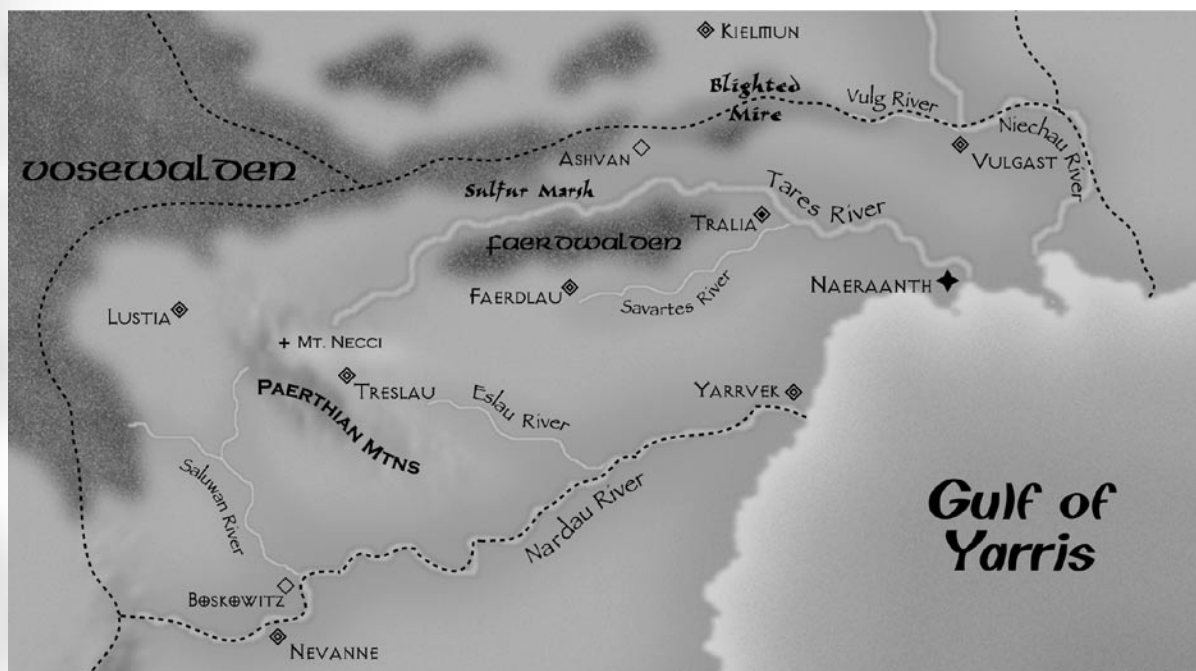 KIELMUN
Blighted
Mire
Vulg River
Niechau River
VULGAST
ASHVAN
VOSEWALDEN
Sulfur Marsh
Tares River
TRALIA
FAERDWALDEN
NAERAANTH
FAERDLAU
Savartes River
LUSTIA
MT. NECCI
TRESLAU
PAERTHIAN MTNS
Eslau River
YARRVEK
Saluwan River
Nardau River
Gulf of
Yarris
BOSKOWITZ
NEVANNE